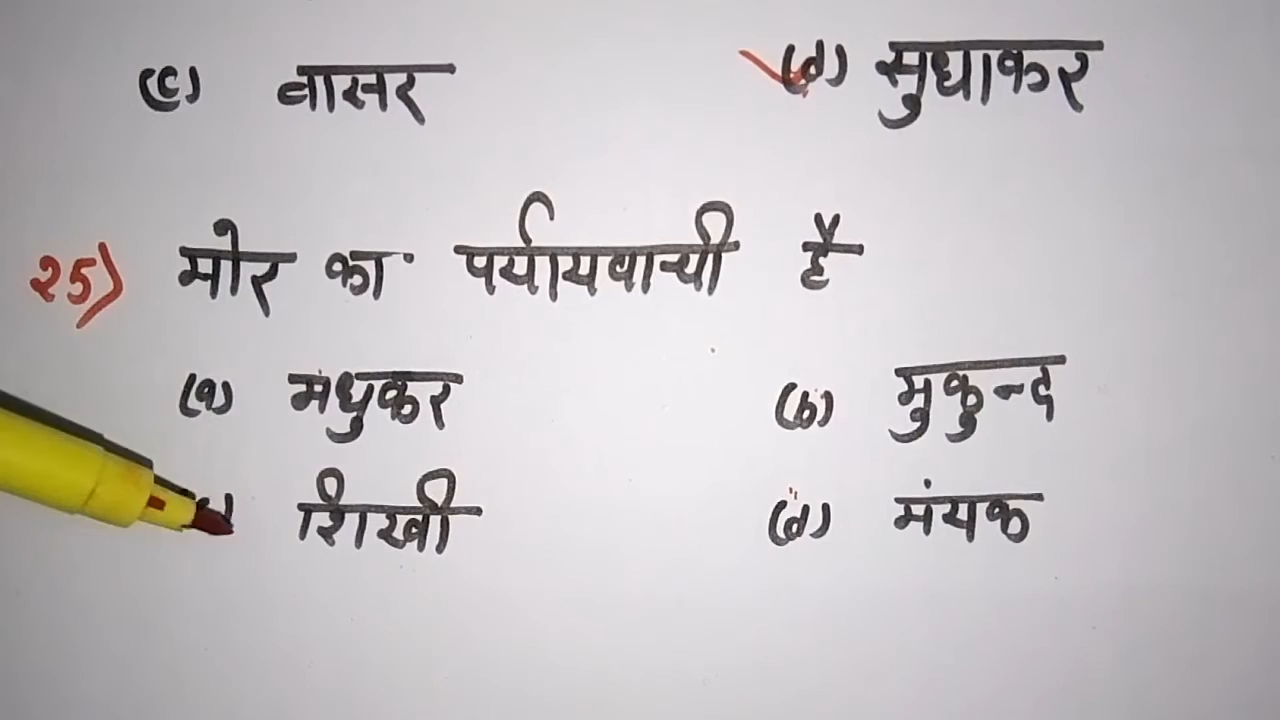 (c) वासर (d) सुधाकर
25) मोर का पर्यायवाची है
(a) मधुकर (b) मुकुन्द
शिखी (d) मंयक